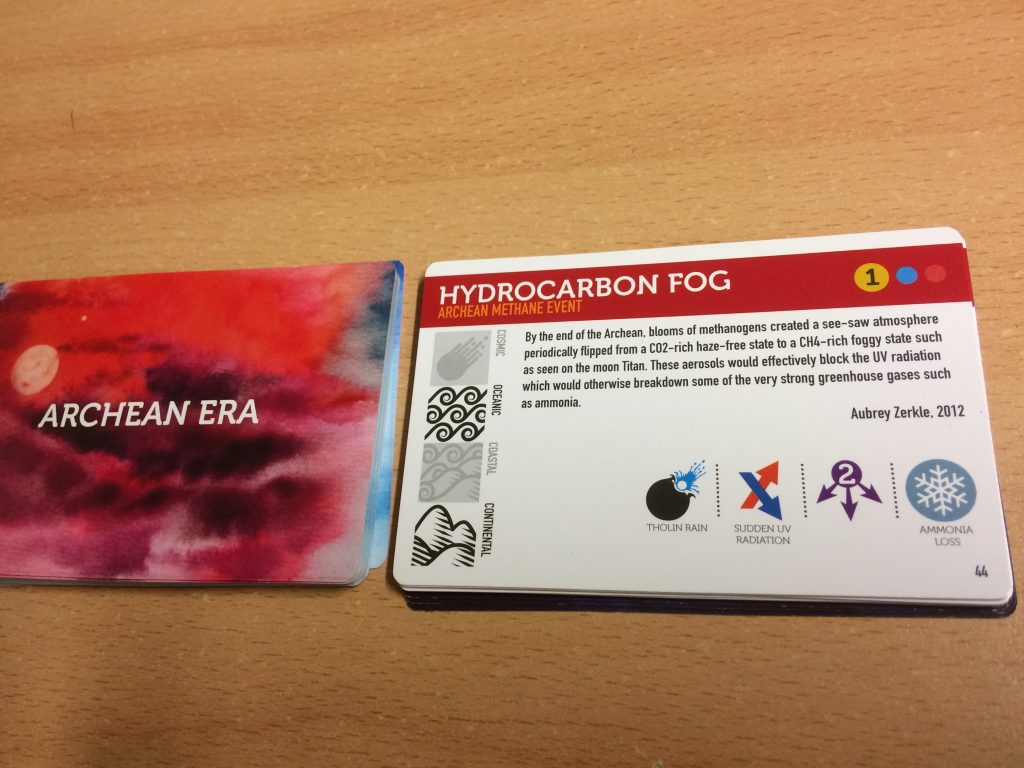 ARCHEAN ERA
HYDROCARBON FOG
ARCHEAN METHANE EVENT
1
COSMIC
OCEANIC
COASTAL
CONTINENTAL
By the end of the Archean, blooms of methanogens created a see-saw atmosphere
periodically flipped from a CO2-rich haze-free state to a CH4-rich foggy state such
as seen on the moon Titan. These aerosols would effectively block the UV radiation
which would otherwise breakdown some of the very strong greenhouse gases such
as ammonia.
Aubrey Zerkle, 2012
THOLIN RAIN
SUDDEN UV
RADIATION
2
AMMONIA
LOSS
44